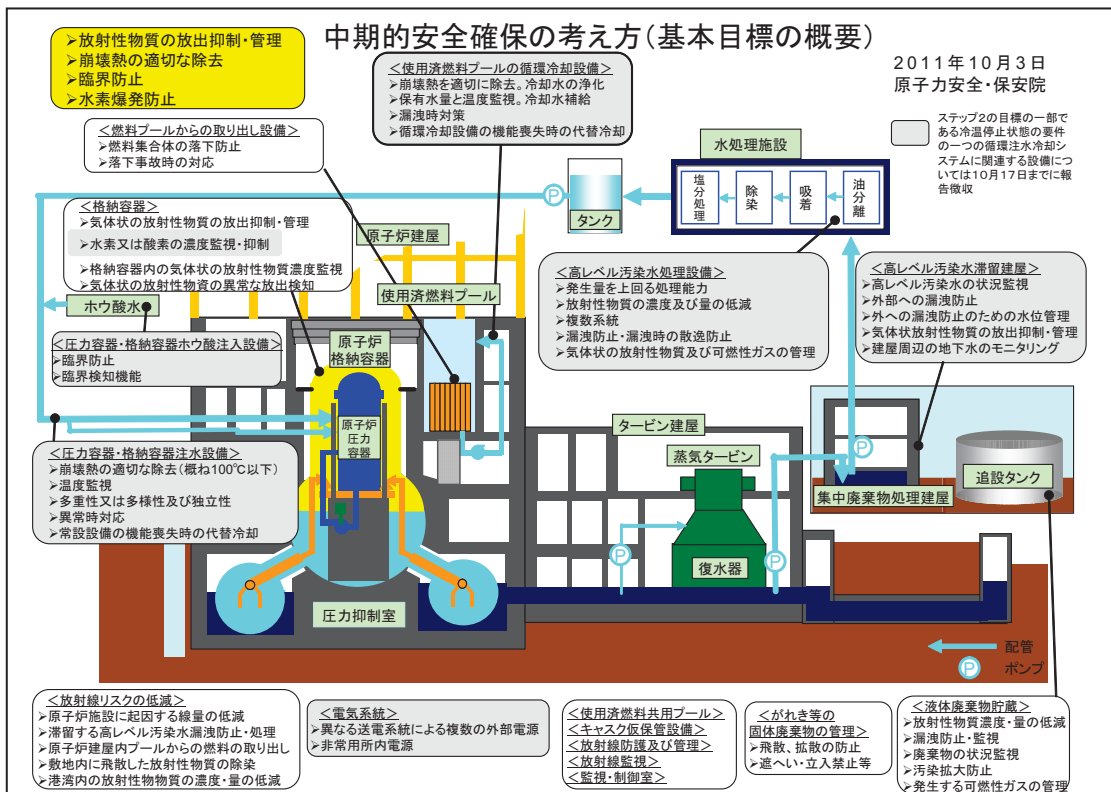 中期的安全確保の考え方(基本目標の概要)
➢放射性物質の放出抑制・管理
➢崩壊熱の適切な除去
➢臨界防止
➢水素爆発防止
2011年10月3日
原子力安全・保安院
ステップ2の目標の一部で
ある冷温停止状態の要件
の一つの循環注水冷却シ
ステムに関連する設備につ
いては10月17日までに報
告徴収
<使用済燃料プールの循環冷却設備>
➢崩壊熱を適切に除去。冷却水の浄化
➢保有水量と温度監視。冷却水補給
➢漏洩時対策
➢循環冷却設備の機能喪失時の代替冷却
<燃料プールからの取り出し設備>
➢燃料集合体の落下防止
➢落下事故時の対応
水処理施設
塩分処理
除染
吸着
油分離
P
タンク
<格納容器>
➢気体状の放射性物質の放出抑制・管理
➢水素又は酸素の濃度監視・抑制
➢格納容器内の気体状の放射性物質濃度監視
➢気体状の放射性物資の異常な放出検知
原子炉建屋
使用済燃料プール
<高レベル汚染水処理設備>
➢発生量を上回る処理能力
➢放射性物質の濃度及び量の低減
➢複数系統
➢漏洩防止・漏洩時の散逸防止
➢気体状の放射性物質及び可燃性ガスの管理
<高レベル汚染水滞留建屋>
➢高レベル汚染水の状況監視
➢外部への漏洩防止
➢外への漏洩防止のための水位管理
➢気体状放射性物質の放出抑制・管理
➢建屋周辺の地下水のモニタリング
ホウ酸水
<圧力容器・格納容器ホウ酸注入設備>
➢臨界防止
➢臨界検知機能
原子炉
格納容器
原子炉
圧力
容器
<圧力容器・格納容器注水設備>
➢崩壊熱の適切な除去(概ね100℃以下)
➢温度監視
➢多重性又は多様性及び独立性
➢異常時対応
➢常設設備の機能喪失時の代替冷却
タービン建屋
蒸気タービン
復水器
P
P
P
集中廃棄物処理建屋
追設タンク
圧力抑制室
配管
P
ポンプ
<放射線リスクの低減>
➢原子炉施設に起因する線量の低減
➢滞留する高レベル汚染水漏洩防止・処理
➢原子炉建屋内プールからの燃料の取り出し
➢敷地内に飛散した放射性物質の除染
➢港湾内の放射性物物質の濃度・量の低減
<電気系統>
➢異なる送電系統による複数の外部電源
➢非常用所内電源
<使用済燃料共用プール>
<キャスク仮保管設備>
<放射線防護及び管理>
<放射線監視>
<監視・制御室>
<がれき等の
固体廃棄物の管理>
➢飛散、拡散の防止
➢遮へい・立入禁止等
<液体廃棄物貯蔵>
➢放射性物質濃度・量の低減
➢漏洩防止・監視
➢廃棄物の状況監視
➢汚染拡大防止
➢発生する可燃性ガスの管理